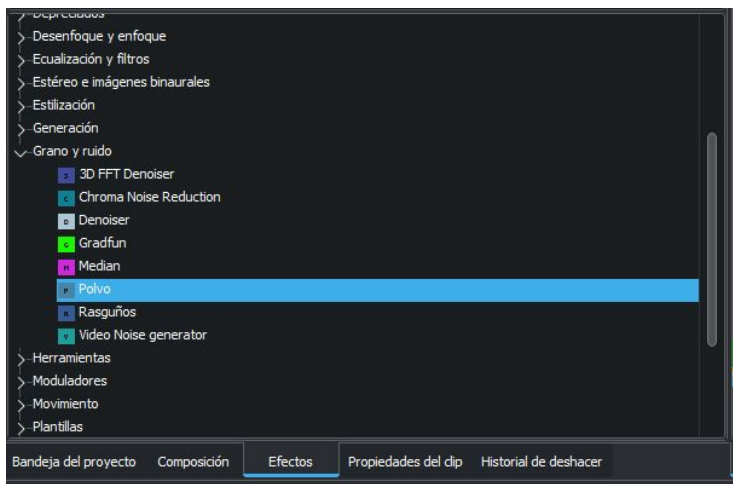 Depreciados
Desenfoque y enfoque
Ecualización y filtros
Estéreo e imágenes binaurales
Estilización
Generación
Grano y ruido
3 3D FFT Denoiser
C Chroma Noise Reduction
D Denoiser
G Gradfun
M Median
P Polvo
R Rasguños
V Video Noise generator
Herramientas
Moduladores
Movimiento
Plantillas
Bandeja del proyecto Composición Efectos Propiedades del clip Historial de deshacer